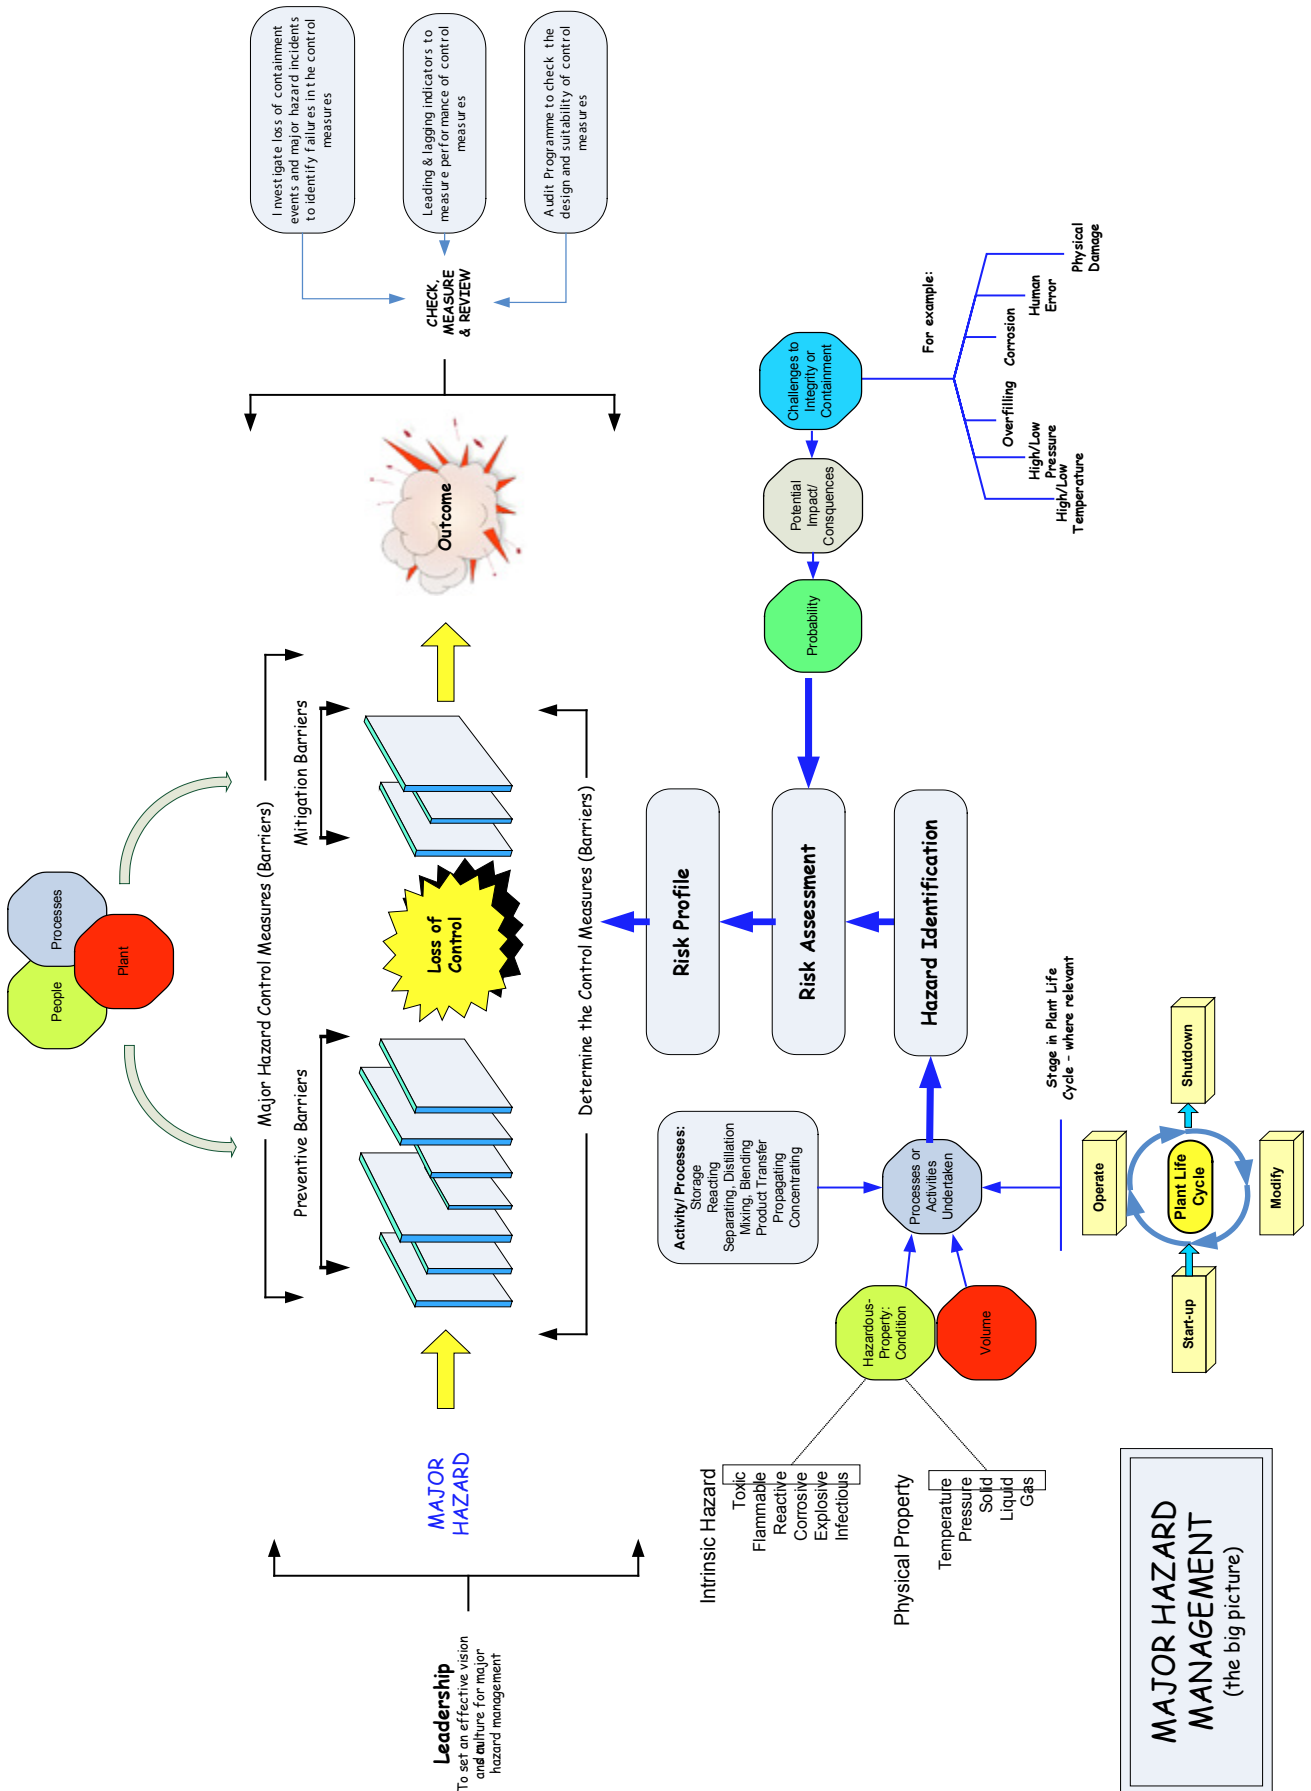 People
Processes
Plant
Major Hazard Control Measures (Barriers)
Preventive Barriers
Mitigation Barriers
Leadership
To set an effective vision
and culture for major
hazard management
MAJOR
HAZARD
Loss of
Control
Outcome
CHECK,
MEASURE
& REVIEW
Investigate loss of containment
events and major hazard incidents
to identify failures in the control
measures
Leading & lagging indicators to
measure performance of control
measures
Audit Programme to check the
design and suitability of control
measures
Determine the Control Measures (Barriers)
Risk Profile
Risk Assessment
Hazard Identification
Intrinsic Hazard
Toxic
Flammable
Reactive
Corrosive
Explosive
Infectious
Physical Property
Temperature
Pressure
Solid
Liquid
Gas
Hazardous-
Property:
Condition
Volume
Activity/ Processes:
Storage
Reacting
Separating, Distillation
Mixing, Blending
Product Transfer
Propagating
Concentrating
Processes or
Activities
Undertaken
Stage in Plant Life
Cycle - where relevant
Operate
Start-up
Plant Life
Cycle
Shutdown
Modify
Probability
Potential
Impact/
Consquences
Challenges to
Integrity or
Containment
For example:
High/Low
Temperature
High/Low
Pressure
Overfilling
Corrosion
Human
Error
Physical
Damage
MAJOR HAZARD
MANAGEMENT
(the big picture)